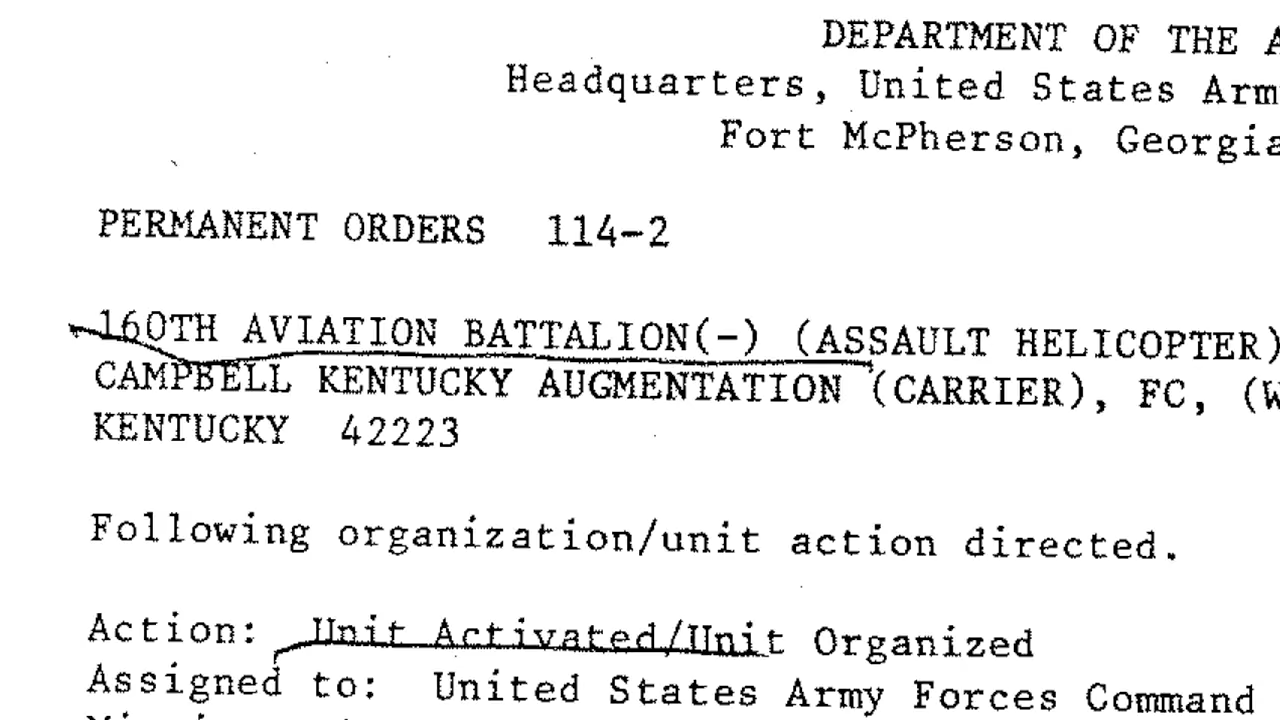 DEPARTMENT OF THE A
Headquarters, United States Arm
Fort McPherson, Georgia
PERMANENT ORDERS 114-2
160TH AVIATION BATTALION(-) (ASSAULT HELICOPTER)
CAMPBELL KENTUCKY AUGMENTATION (CARRIER), FC, (W
KENTUCKY 42223
Following organization/unit action directed.
Action: Unit Activated/Unit Organized
Assigned to: United States Army Forces Command